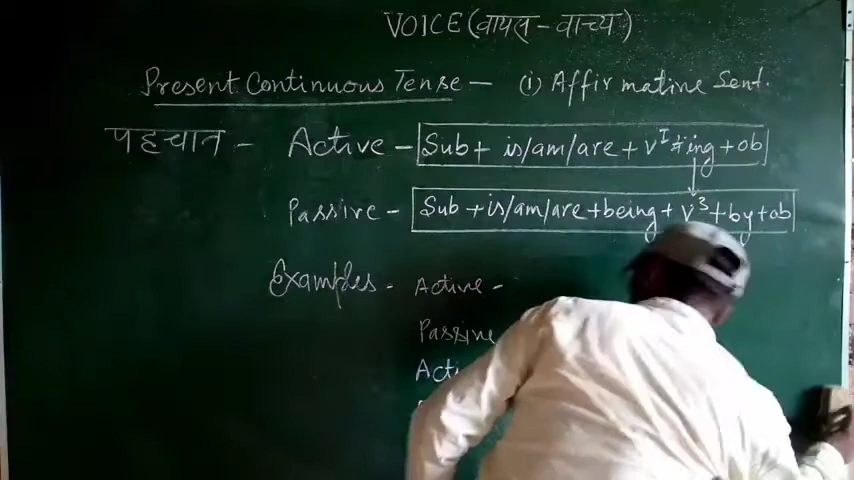 VOICE (वायस - वाच्य)
Present Continuous Tense - (i) Affirmative Sent.
पहचान - Active - Sub + is/am/are + v¹ + ing + ob
Passive - Sub + is/am/are + being + v³ + by + ob
Examples - Active -
Passive
Acti